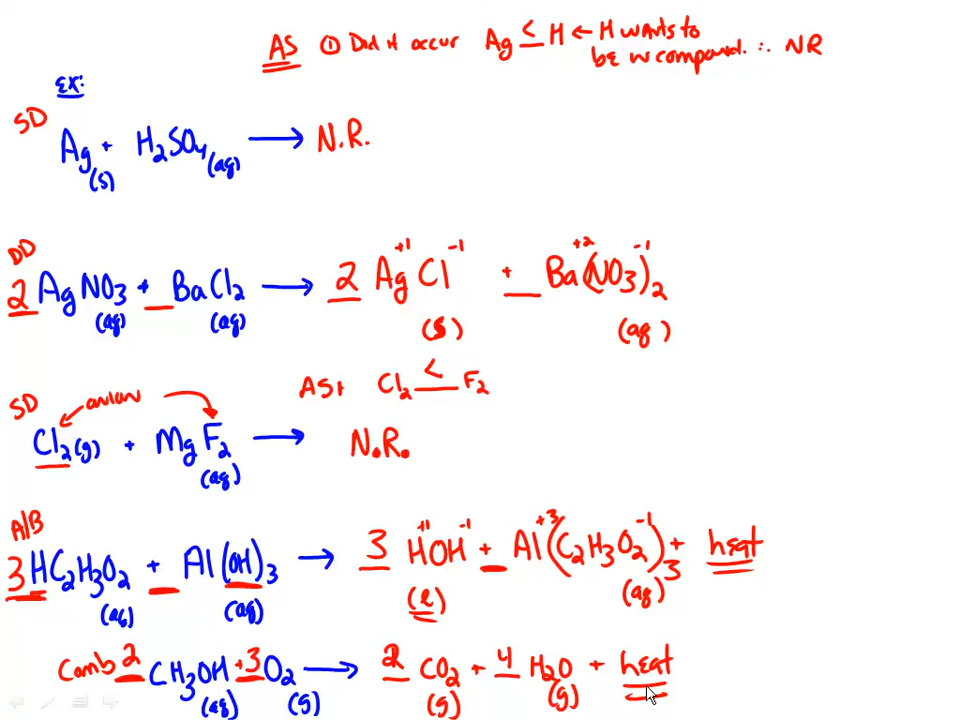 AS ① Did it occur Ag < H ← H wants to
be in compound ∴ NR
EX:
SD
Ag(s) + H₂SO₄(aq) → N.R.
DD
2 AgNO₃(aq) + _ BaCl₂(aq) → 2 Ag⁺¹Cl⁻¹(s) + _ Ba⁺²(NO₃)⁻¹₂(aq)
AS+ Cl₂ < F₂
SD anion
Cl₂(g) + MgF₂(aq) → N.R.
A/B
3 HC₂H₃O₂(aq) + _ Al(OH)₃(aq) → 3 H⁺¹OH⁻¹(l) + _ Al⁺³(C₂H₃O₂⁻¹)₃(aq) + heat
Comb 2 CH₃OH(aq) + 3 O₂(g) → 2 CO₂(g) + 4 H₂O(g) + heat